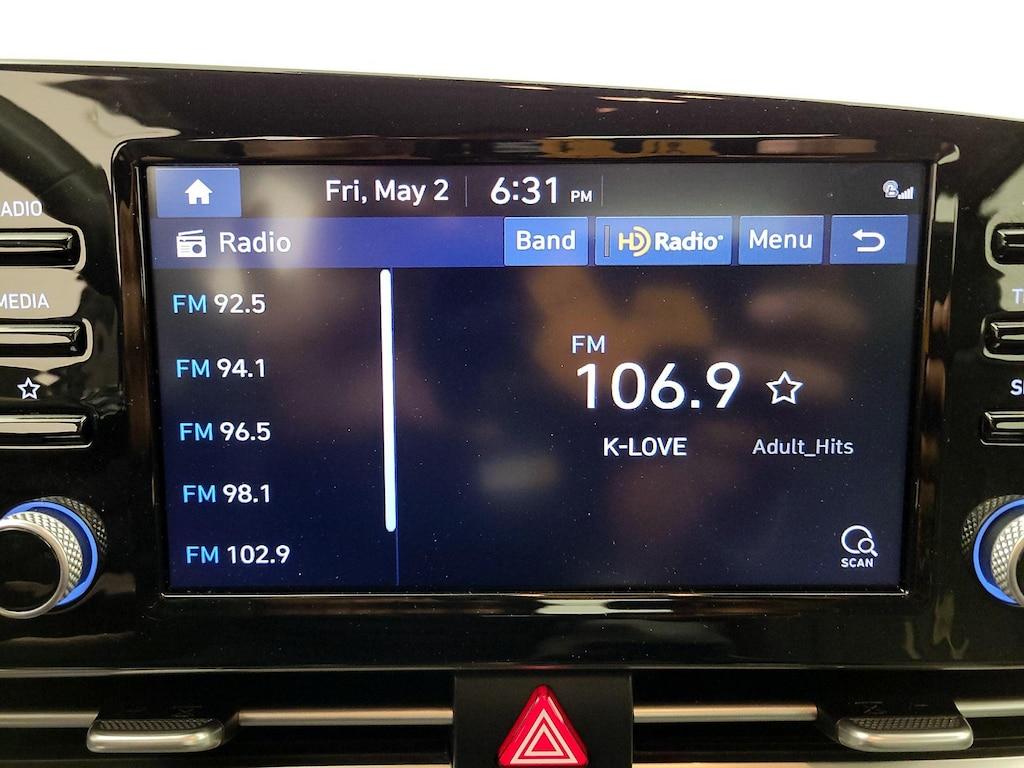 Fri, May 2 6:31 PM
Radio Band HD Radio Menu
ADIO
MEDIA
FM 92.5
FM 94.1
FM 96.5
FM 98.1
FM 102.9
FM
106.9
K-LOVE Adult_Hits
SCAN